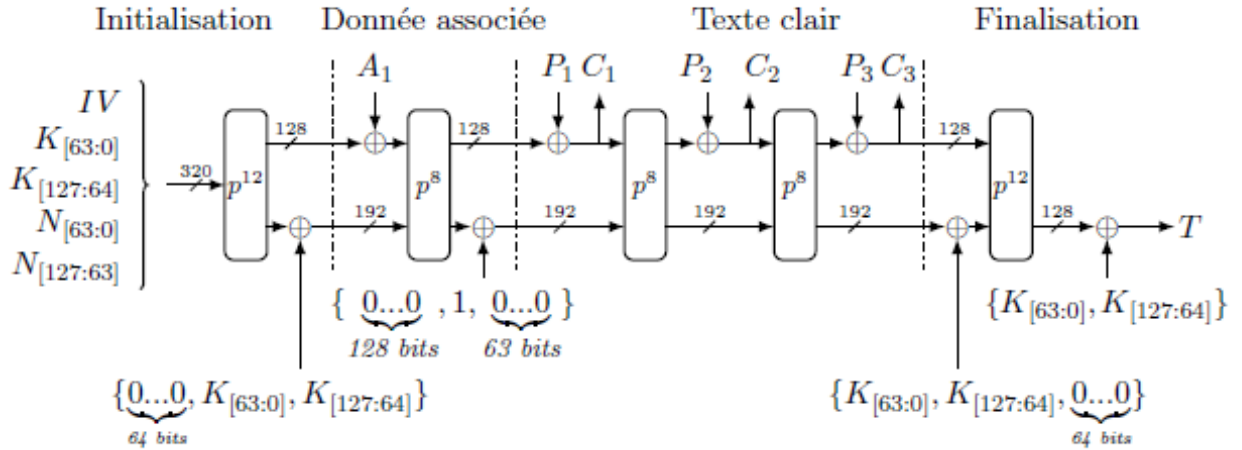 Initialisation Donnée associée Texte clair Finalisation
A₁ P₁ C₁ P₂ C₂ P₃ C₃
IV
K[63:0]
K[127:64]
N[63:0]
N[127:63]
320
p¹² 128 p⁸ 128 p⁸ p⁸ 128 p¹²
192 192 192 192 128 T
{ 0...0 , 1, 0...0 }
128 bits 63 bits
{K[63:0], K[127:64]}
{0...0, K[63:0], K[127:64]}
64 bits
{K[63:0], K[127:64], 0...0}
64 bits